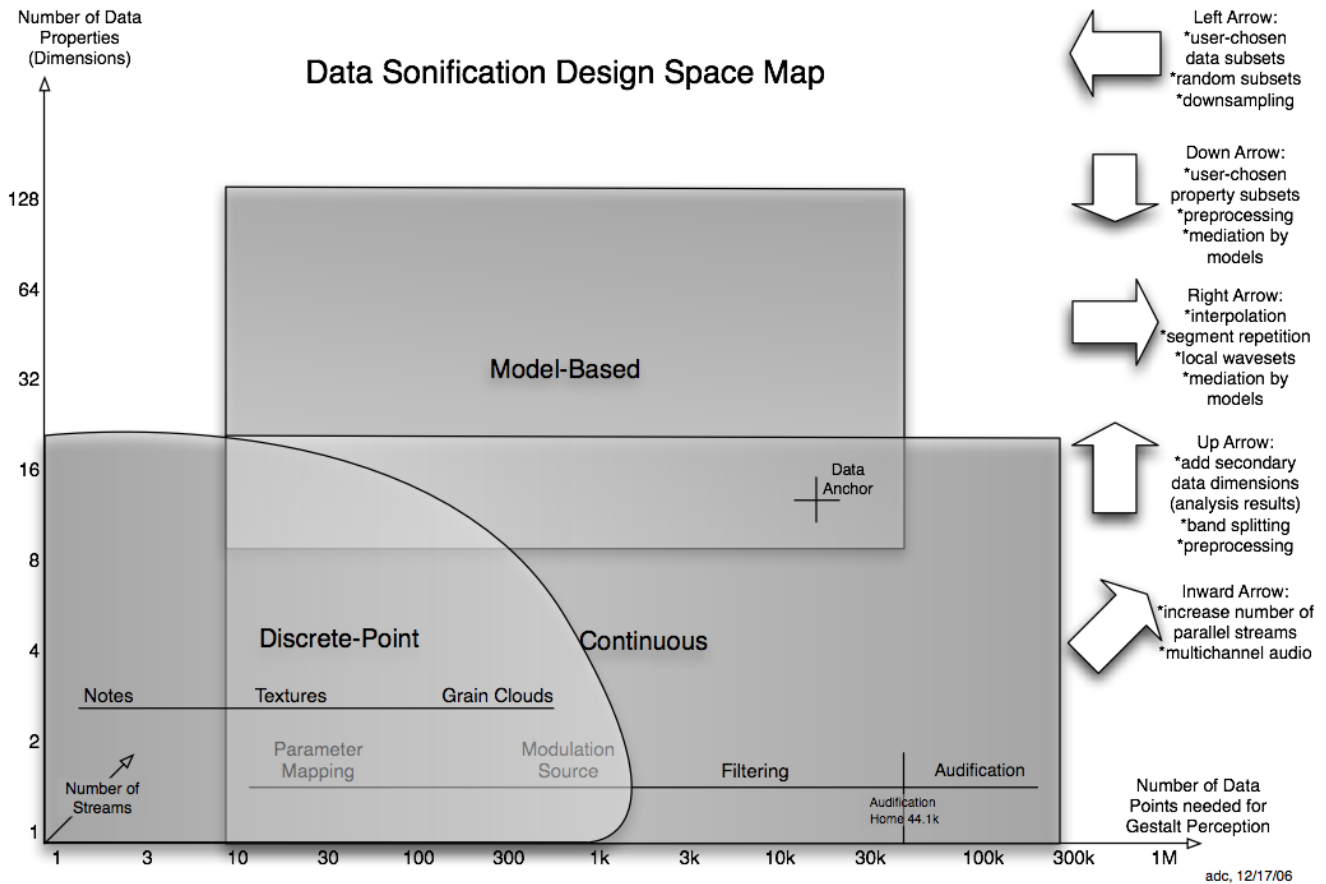 Number of Data
Properties
(Dimensions)
Data Sonification Design Space Map
128
64
32
16
8
4
2
1
Model-Based
Data
Anchor
Discrete-Point
Continuous
Notes
Textures
Grain Clouds
Parameter
Mapping
Modulation
Source
Filtering
Audification
Number of
Streams
Audification
Home 44.1k
1
3
10
30
100
300
1k
3k
10k
30k
100k
300k
1M
Number of Data
Points needed for
Gestalt Perception
adc, 12/17/06
Left Arrow:
*user-chosen
data subsets
*random subsets
*downsampling
Down Arrow:
*user-chosen
property subsets
*preprocessing
*mediation by
models
Right Arrow:
*interpolation
*segment repetition
*local wavesets
*mediation by
models
Up Arrow:
*add secondary
data dimensions
(analysis results)
*band splitting
*preprocessing
Inward Arrow:
*increase number of
parallel streams
*multichannel audio